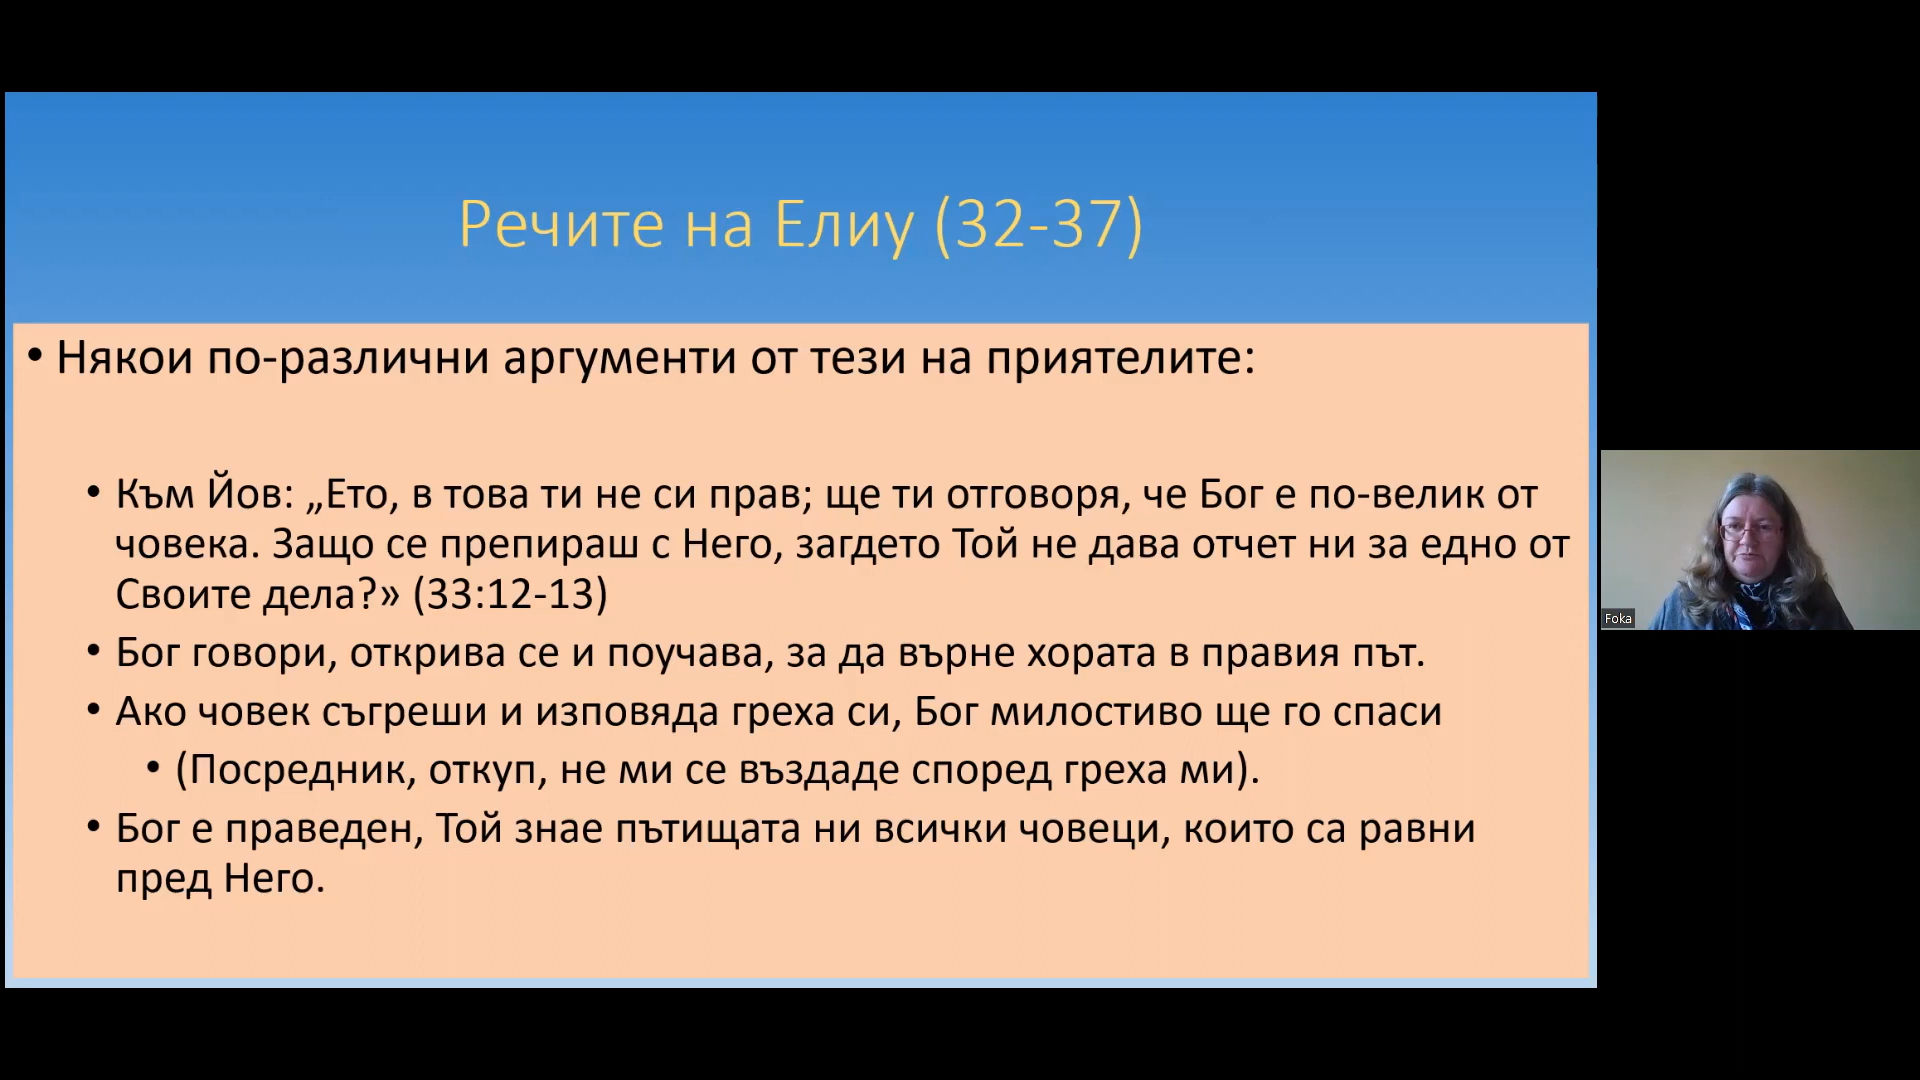 Речите на Елиу (32-37)
• Някои по-различни аргументи от тези на приятелите:
• Към Йов: „Ето, в това ти не си прав; ще ти отговоря, че Бог е по-велик от
човека. Защо се препираш с Него, загдето Той не дава отчет ни за едно от
Своите дела?» (33:12-13)
• Бог говори, открива се и поучава, за да върне хората в правия път.
• Ако човек съгреши и изповяда греха си, Бог милостиво ще го спаси
• (Посредник, откуп, не ми се въздаде според греха ми).
• Бог е праведен, Той знае пътищата ни всички човеци, които са равни
пред Него.
Foka